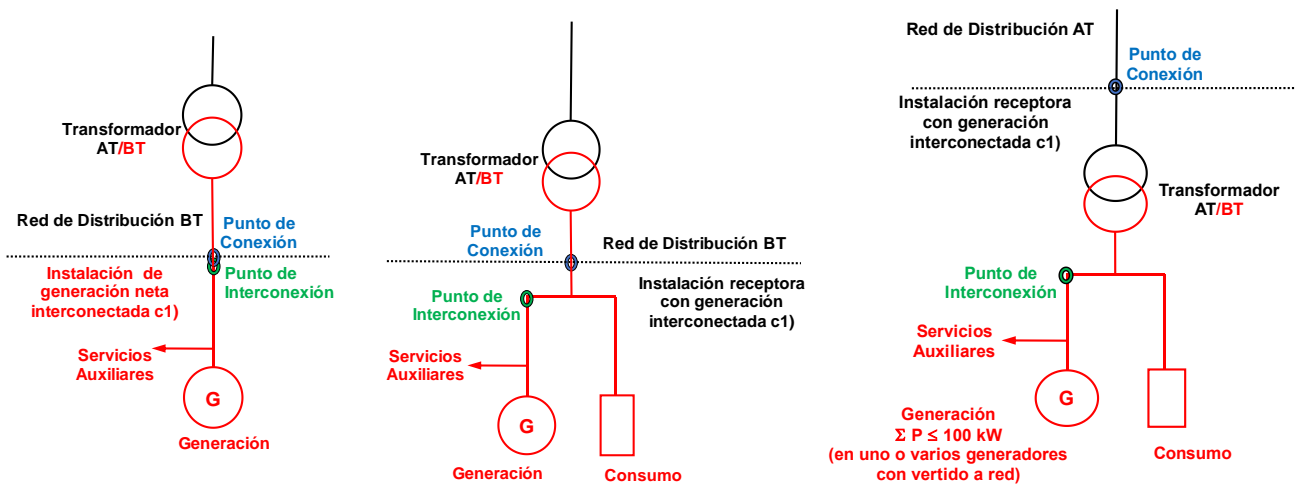 Transformador
AT/BT
Red de Distribución BT
Punto de
Conexión
Instalación de
generación neta
interconectada c1)
Punto de
Interconexión
Servicios
Auxiliares
G
Generación
Transformador
AT/BT
Punto de
Conexión
Red de Distribución BT
Punto de
Interconexión
Instalación receptora
con generación
interconectada c1)
Servicios
Auxiliares
G
Generación
Consumo
Red de Distribución AT
Punto de
Conexión
Instalación receptora
con generación
interconectada c1)
Transformador
AT/BT
Punto de
Interconexión
Servicios
Auxiliares
G
Generación
Σ P ≤ 100 kW
(en uno o varios generadores
con vertido a red)
Consumo